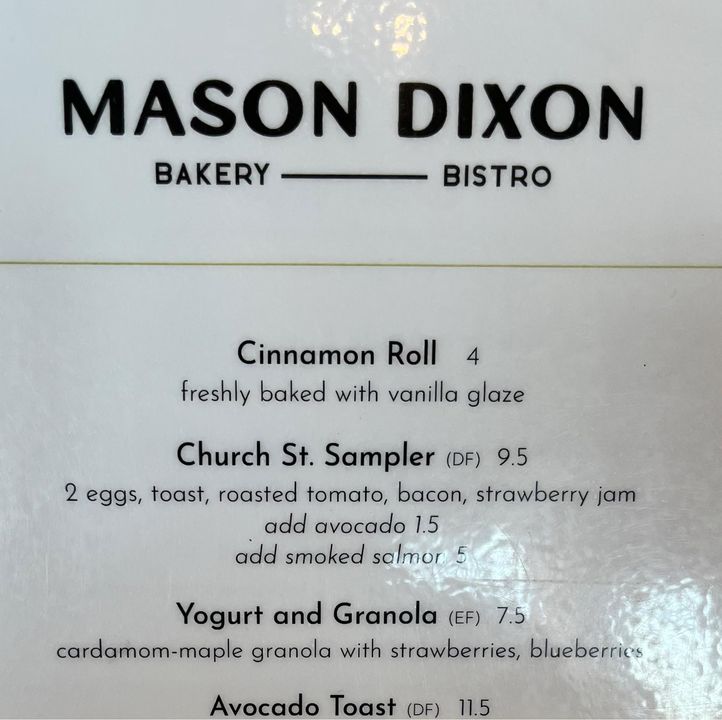 MASON DIXON
BAKERY BISTRO
Cinnamon Roll 4
freshly baked with vanilla glaze
Church St. Sampler (DF) 9.5
2 eggs, toast, roasted tomato, bacon, strawberry jam
add avocado 1.5
add smoked salmon 5
Yogurt and Granola (EF) 7.5
cardamom-maple granola with strawberries, blueberries
Avocado Toast (DF) 11.5